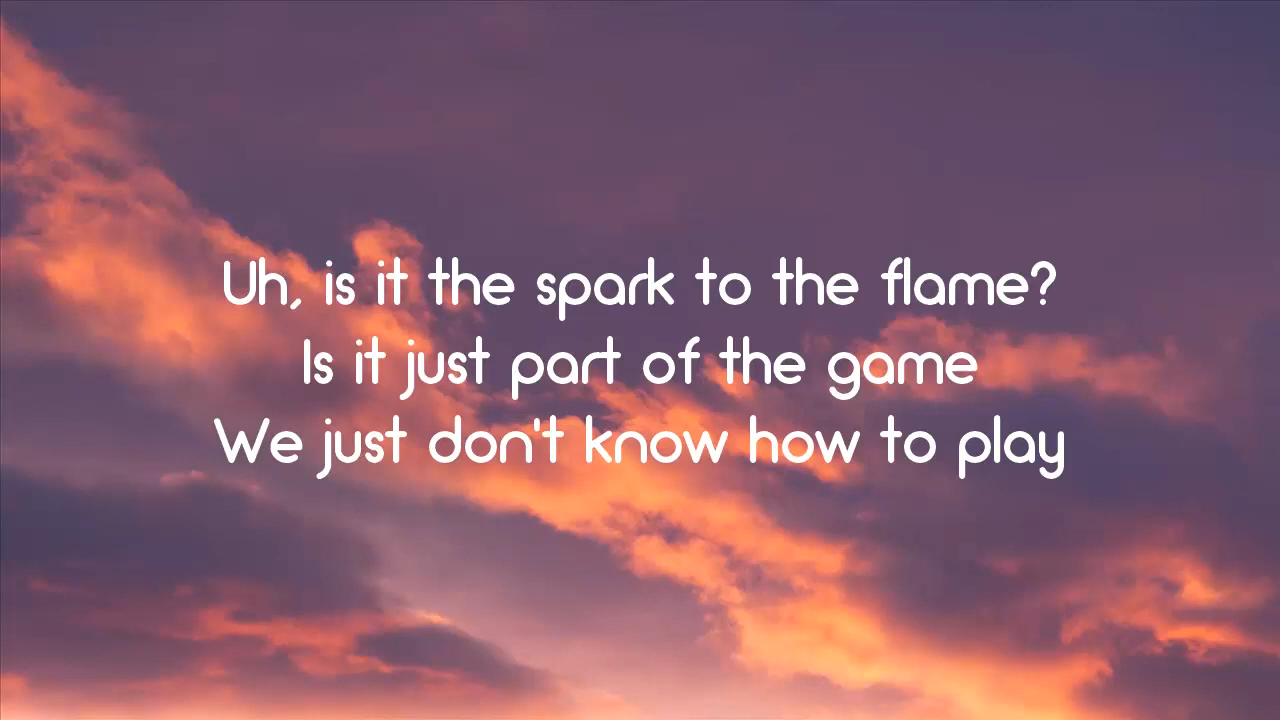 Uh, is it the spark to the flame?
Is it just part of the game
We just don't know how to play